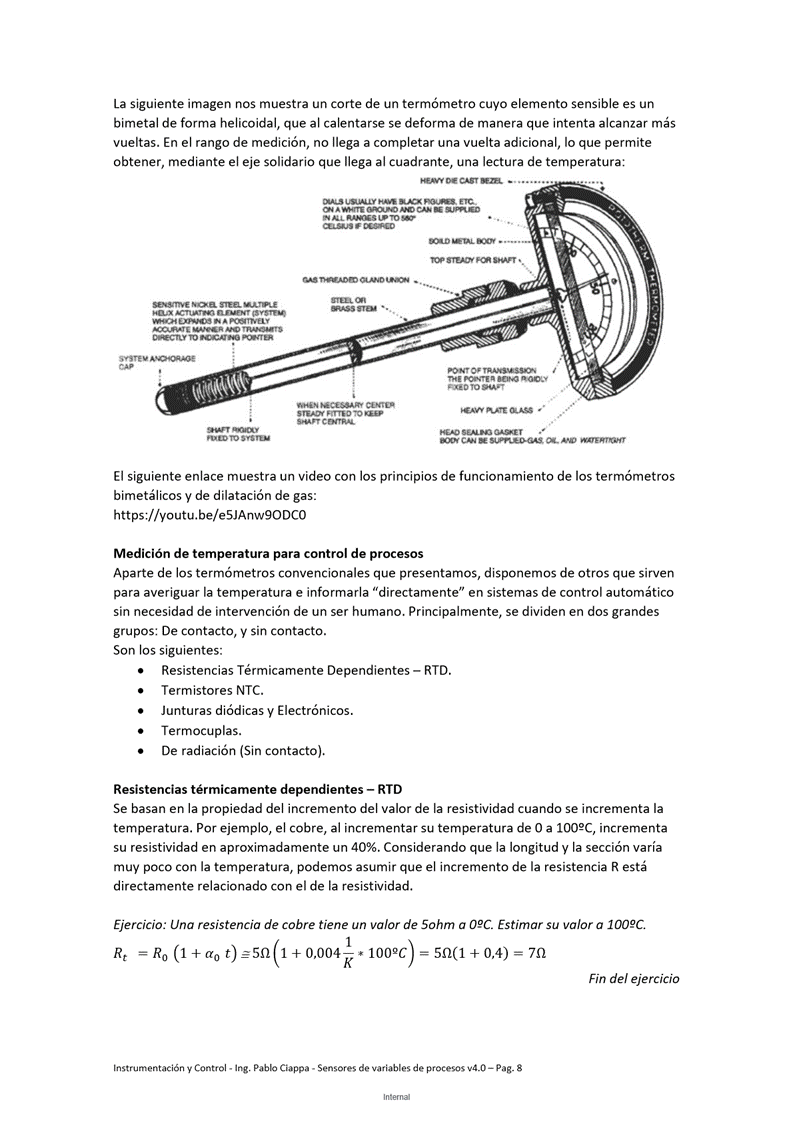 La siguiente imagen nos muestra un corte de un termómetro cuyo elemento sensible es un
bimetal de forma helicoidal, que al calentarse se deforma de manera que intenta alcanzar más
vueltas. En el rango de medición, no llega a completar una vuelta adicional, lo que permite
obtener, mediante el eje solidario que llega al cuadrante, una lectura de temperatura:
HEAVY DIE CAST BEZEL
DIALS USUALLY HAVE BLACK FIGURES, ETC.,
ON A WHITE GROUND AND CAN BE SUPPLIED
IN ALL RANGES UP TO 580°
CELSIUS IF DESIRED
SOILD METAL BODY
TOP STEADY FOR SHAFT
GAS THREADED GLAND UNION
STEEL OR
BRASS STEM
SENSITIVE NICKEL STEEL MULTIPLE
HELIX ACTUATING ELEMENT (SYSTEM)
WHICH EXPANDS IN A POSITIVELY
ACCURATE MANNER AND TRANSMITS
DIRECTLY TO INDICATING POINTER
SYSTEM ANCHORAGE
CAP
POINT OF TRANSMISSION
THE POINTER BEING RIGIDLY
FIXED TO SHAFT
WHEN NECESSARY CENTER
STEADY FITTED TO KEEP
SHAFT CENTRAL
HEAVY PLATE GLASS
SHAFT RIGIDLY
FIXED TO SYSTEM
HEAD SEALING GASKET
BODY CAN BE SUPPLIED-GAS, OIL, AND WATERTIGHT
El siguiente enlace muestra un video con los principios de funcionamiento de los termómetros
bimetálicos y de dilatación de gas:
https://youtu.be/e5JAnw9ODC0
Medición de temperatura para control de procesos
Aparte de los termómetros convencionales que presentamos, disponemos de otros que sirven
para averiguar la temperatura e informarla “directamente” en sistemas de control automático
sin necesidad de intervención de un ser humano. Principalmente, se dividen en dos grandes
grupos: De contacto, y sin contacto.
Son los siguientes:
• Resistencias Térmicamente Dependientes – RTD.
• Termistores NTC.
• Junturas diódicas y Electrónicos.
• Termocuplas.
• De radiación (Sin contacto).
Resistencias térmicamente dependientes – RTD
Se basan en la propiedad del incremento del valor de la resistividad cuando se incrementa la
temperatura. Por ejemplo, el cobre, al incrementar su temperatura de 0 a 100ºC, incrementa
su resistividad en aproximadamente un 40%. Considerando que la longitud y la sección varía
muy poco con la temperatura, podemos asumir que el incremento de la resistencia R está
directamente relacionado con el de la resistividad.
Ejercicio: Una resistencia de cobre tiene un valor de 5ohm a 0ºC. Estimar su valor a 100ºC.
R_t = R_0 (1 + α_0 t) ≅ 5Ω (1 + 0,004 1/K ∗ 100ºC) = 5Ω(1 + 0,4) = 7Ω
Fin del ejercicio
Instrumentación y Control - Ing. Pablo Ciappa - Sensores de variables de procesos v4.0 – Pag. 8
Internal